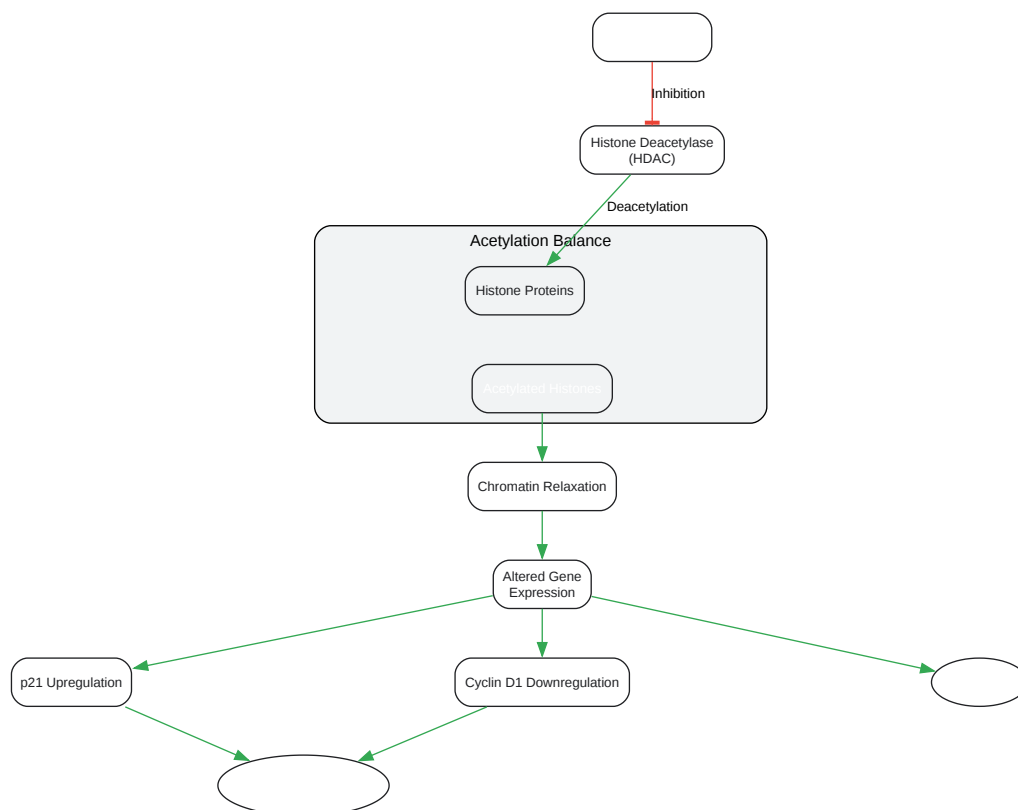 Inhibition
Histone Deacetylase
(HDAC)
Deacetylation
Acetylation Balance
Histone Proteins
Acetylated Histones
Chromatin Relaxation
Altered Gene
Expression
p21 Upregulation
Cyclin D1 Downregulation